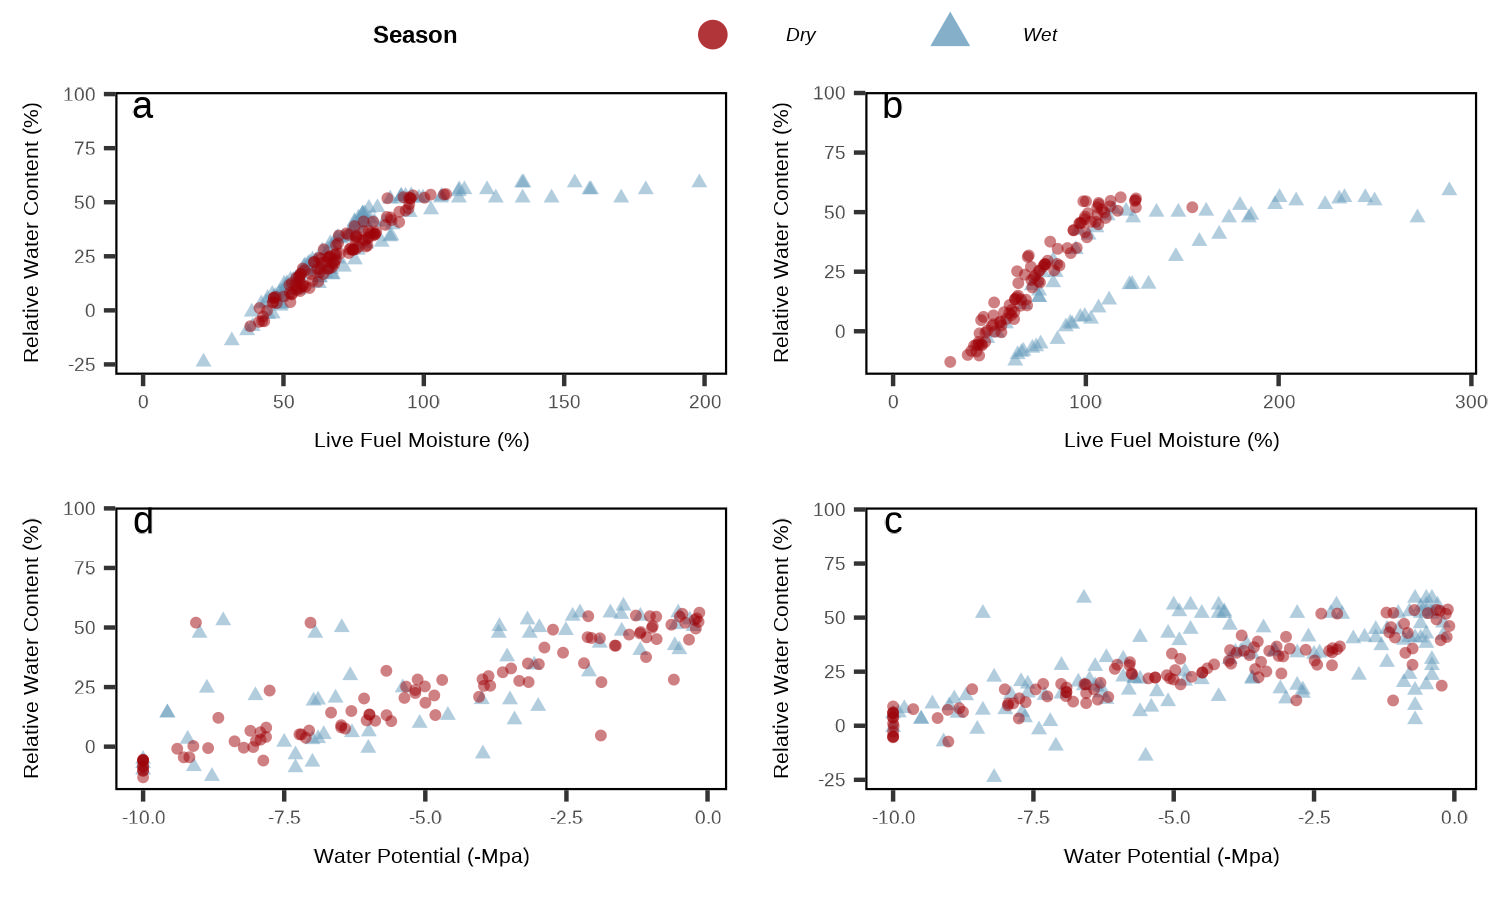 Season Dry Wet
a
Relative Water Content (%)
100
75
50
25
0
-25
0 50 100 150 200
Live Fuel Moisture (%)
b
Relative Water Content (%)
100
75
50
25
0
0 100 200 300
Live Fuel Moisture (%)
d
Relative Water Content (%)
100
75
50
25
0
-10.0 -7.5 -5.0 -2.5 0.0
Water Potential (-Mpa)
c
Relative Water Content (%)
100
75
50
25
0
-25
-10.0 -7.5 -5.0 -2.5 0.0
Water Potential (-Mpa)